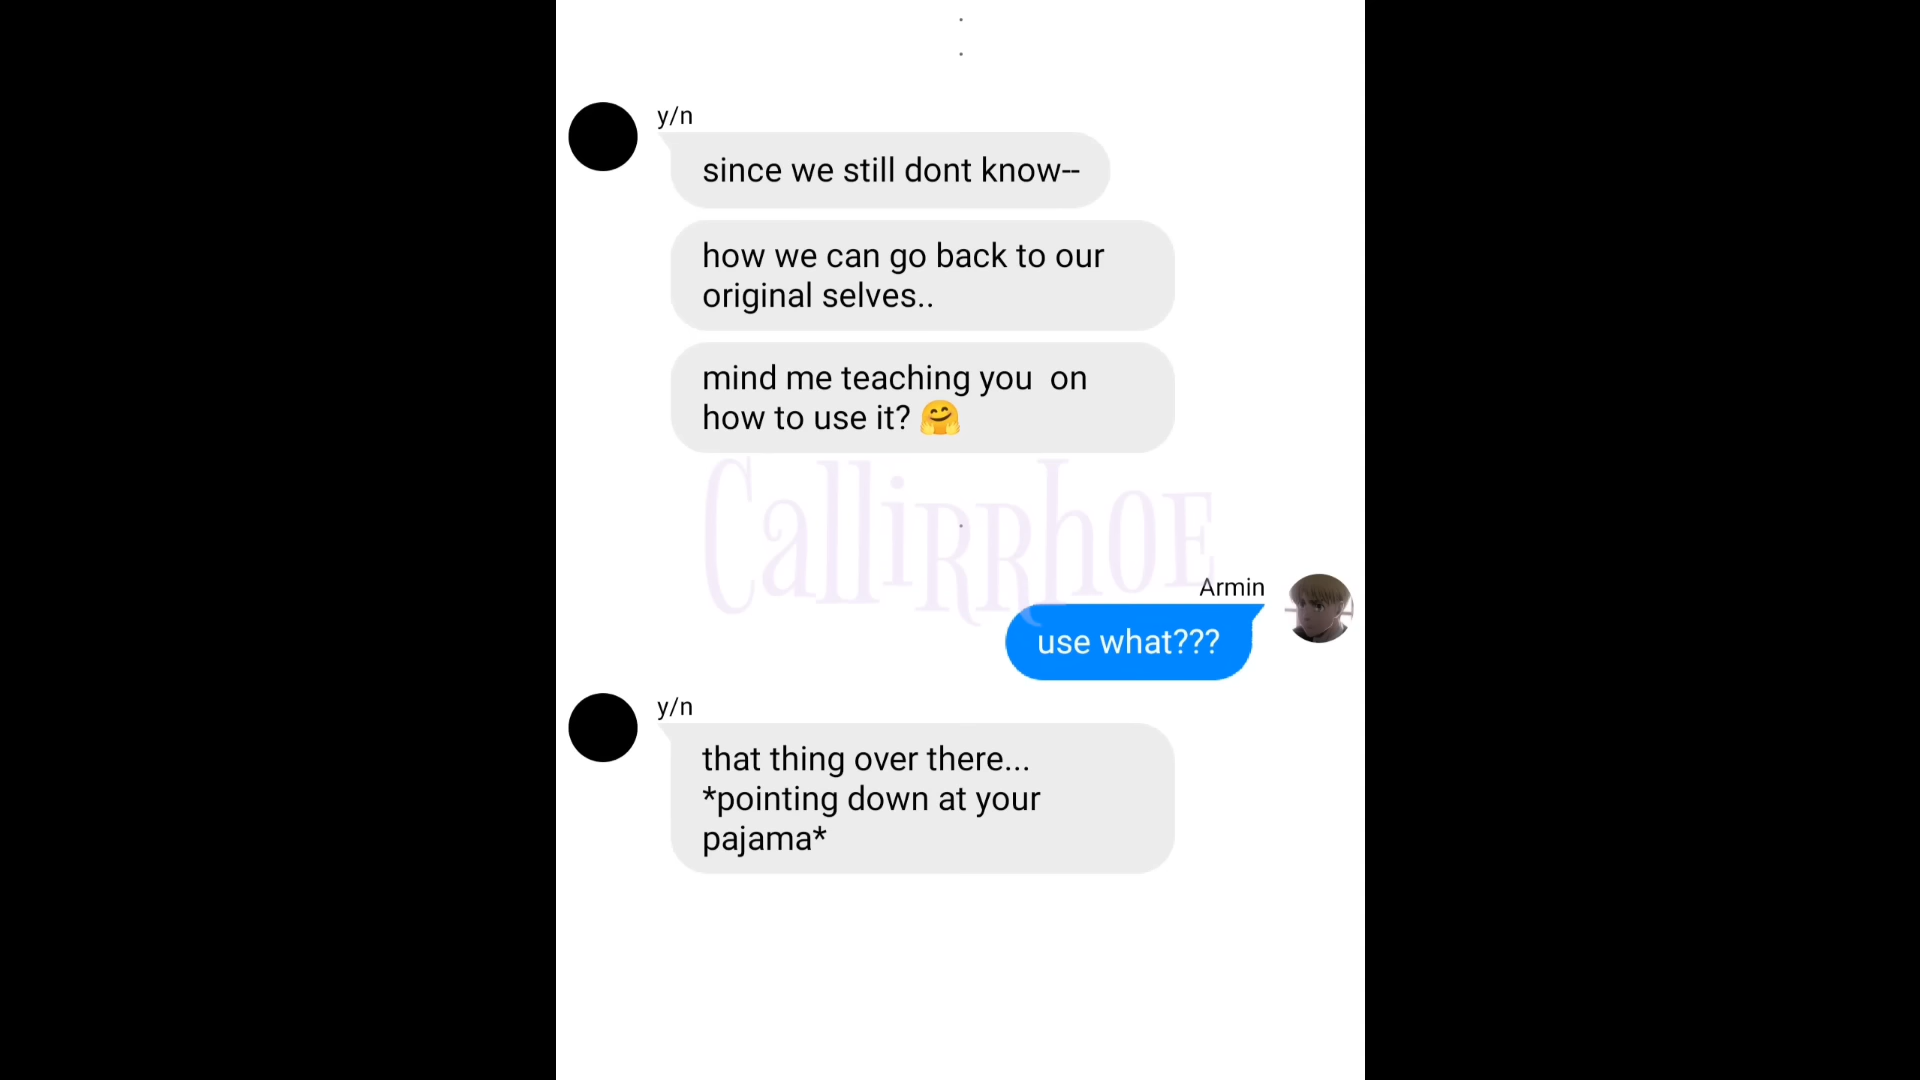 y/n
since we still dont know--
how we can go back to our
original selves..
mind me teaching you  on
how to use it? 🤗
CalliRRhOE
Armin
use what???
y/n
that thing over there...
*pointing down at your
pajama*